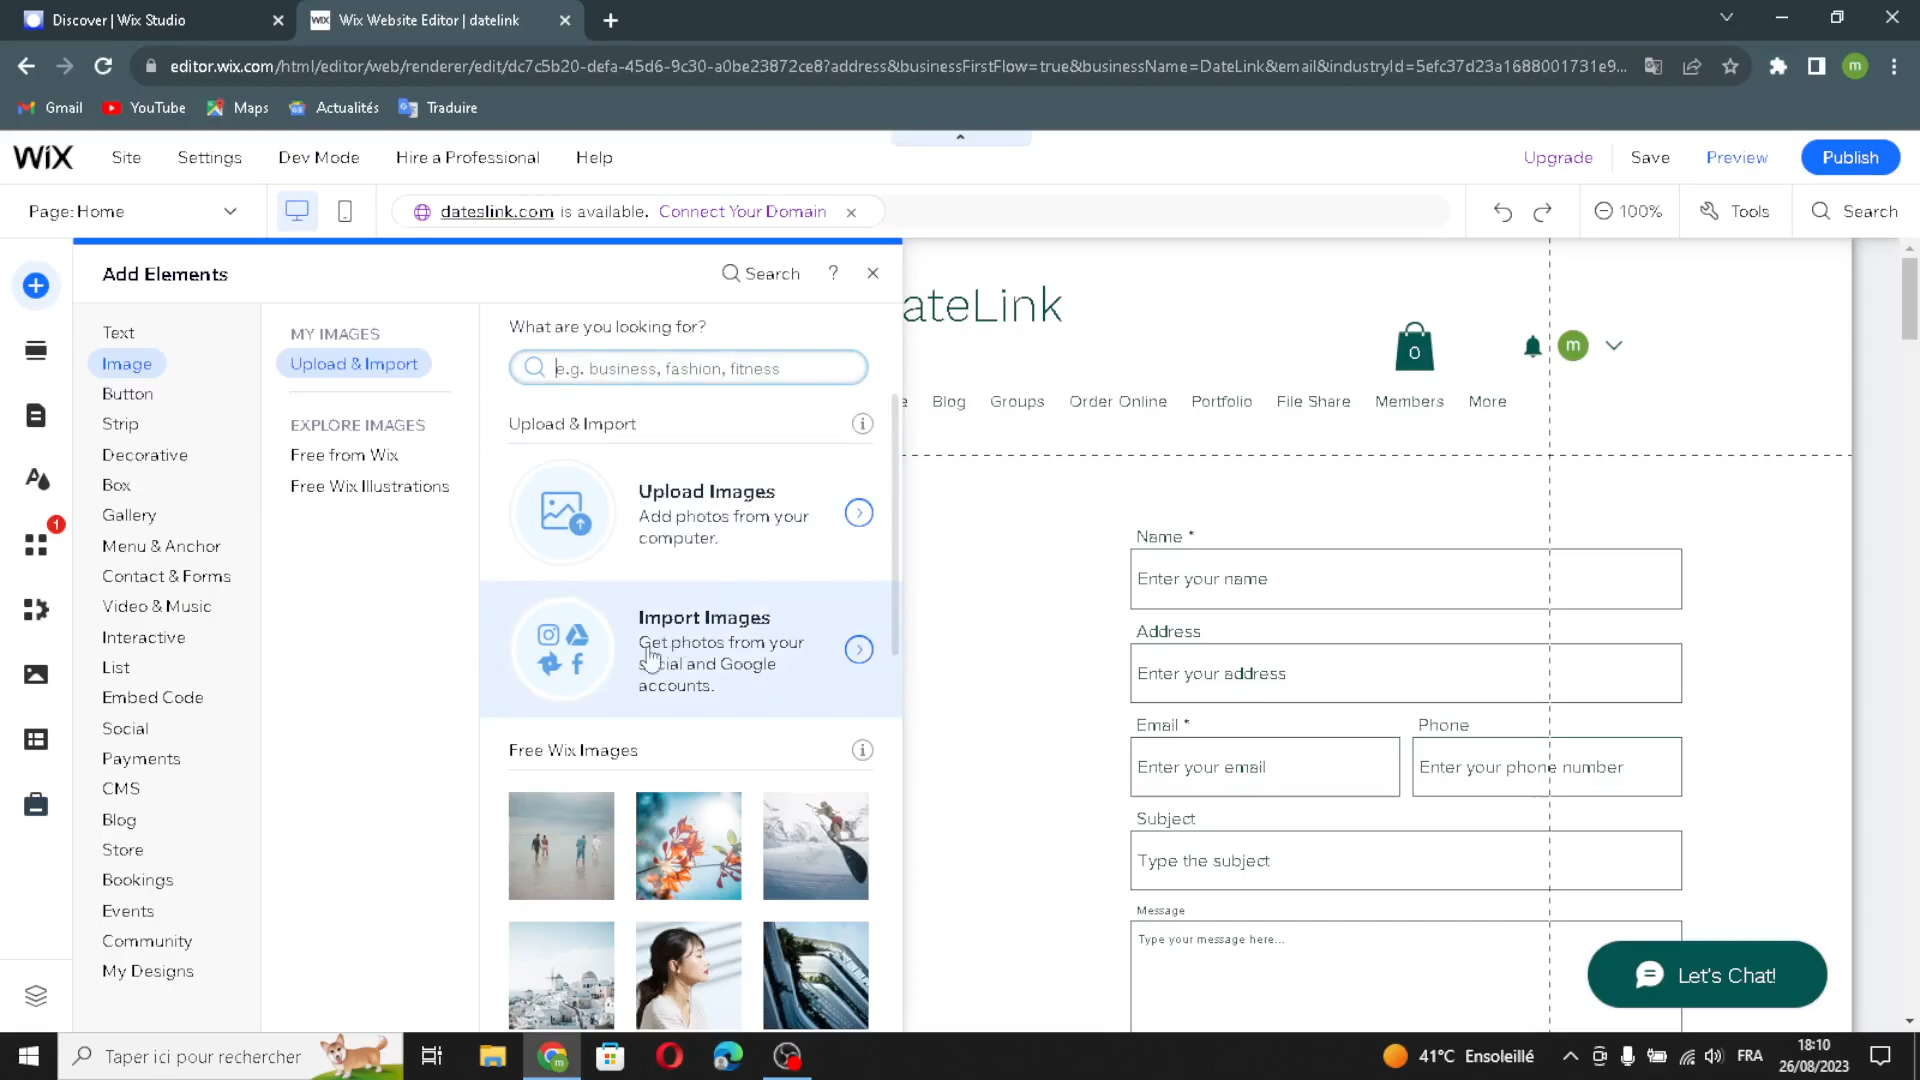 Discover | Wix Studio
WIX Wix Website Editor | datelink
editor.wix.com/html/editor/web/renderer/edit/dc7c5b20-defa-45d6-9c30-a0be23872ce8?address&businessFirstFlow=true&businessName=DateLink&email&industryId=5efc37d23a1688001731e9...
m
Gmail YouTube Maps Actualités Traduire
WiX Site Settings Dev Mode Hire a Professional Help Upgrade Save Preview Publish
Page: Home dateslink.com is available. Connect Your Domain 100% Tools Search
Add Elements Search ?
Text
Image
Button
Strip
Decorative
Box
Gallery
Menu & Anchor
Contact & Forms
Video & Music
Interactive
List
Embed Code
Social
Payments
CMS
Blog
Store
Bookings
Events
Community
My Designs
1
MY IMAGES
Upload & Import
EXPLORE IMAGES
Free from Wix
Free Wix Illustrations
What are you looking for?
e.g. business, fashion, fitness
Upload & Import
Upload Images
Add photos from your
computer.
Import Images
Get photos from your
social and Google
accounts.
Free Wix Images
ateLink
0
m
e Blog Groups Order Online Portfolio File Share Members More
Name *
Enter your name
Address
Enter your address
Email * Phone
Enter your email Enter your phone number
Subject
Type the subject
Message
Type your message here...
Let's Chat!
Taper ici pour rechercher
41°C Ensoleillé
FRA
18:10
26/08/2023